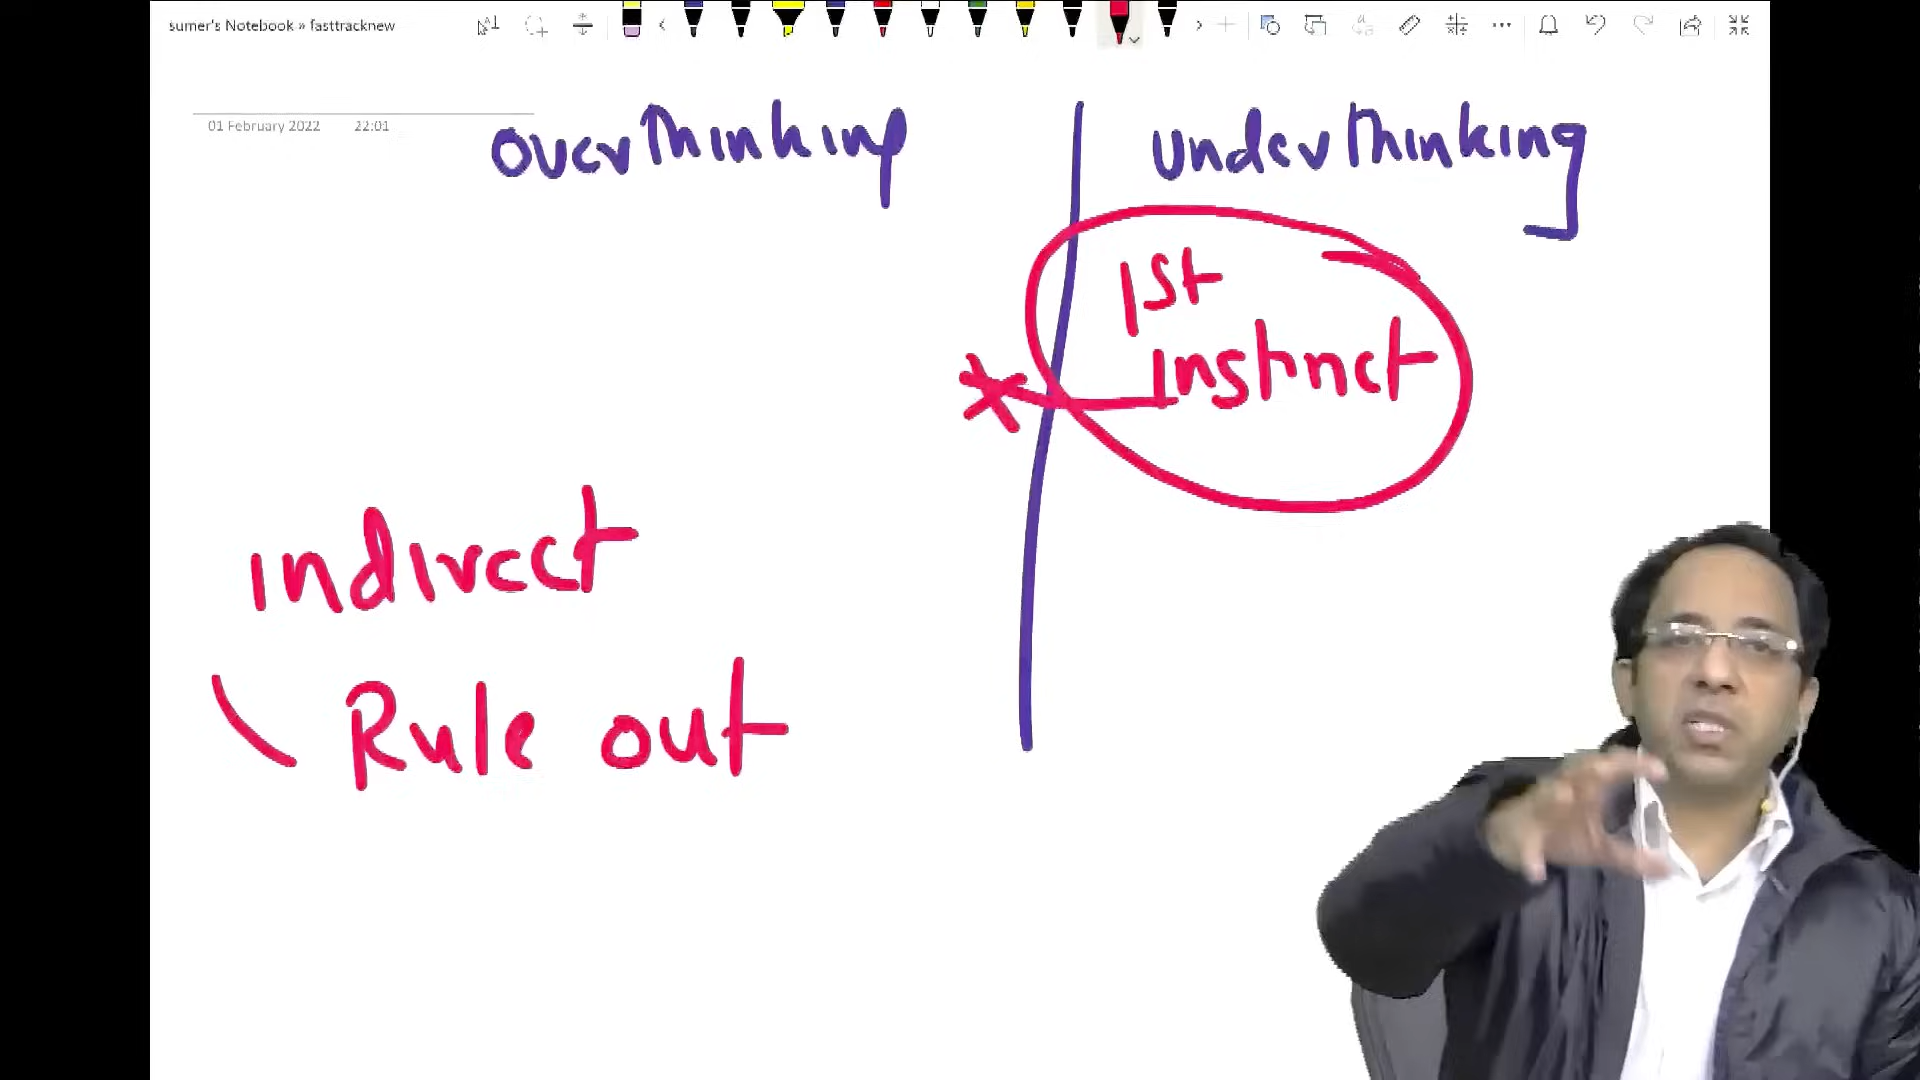 sumer's Notebook » fasttracknew
01 February 2022 22:01
overthinking
underthinking
1st
instinct
indirect
Rule out